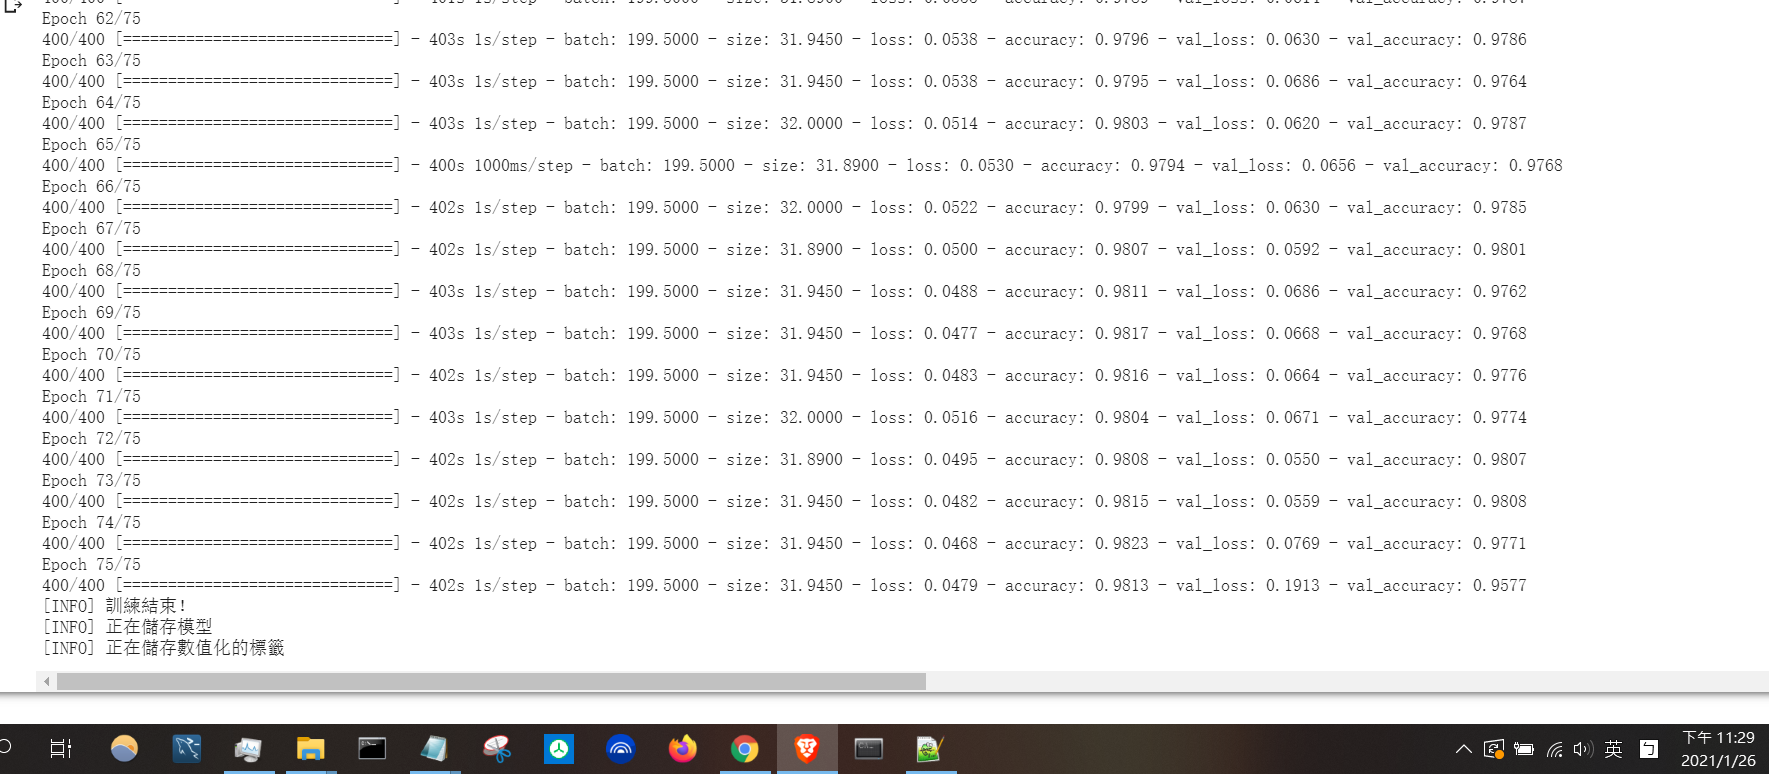 Epoch 62/75
400/400 [==============================] - 403s 1s/step - batch: 199.5000 - size: 31.9450 - loss: 0.0538 - accuracy: 0.9796 - val_loss: 0.0630 - val_accuracy: 0.9786
Epoch 63/75
400/400 [==============================] - 403s 1s/step - batch: 199.5000 - size: 31.9450 - loss: 0.0538 - accuracy: 0.9795 - val_loss: 0.0686 - val_accuracy: 0.9764
Epoch 64/75
400/400 [==============================] - 403s 1s/step - batch: 199.5000 - size: 32.0000 - loss: 0.0514 - accuracy: 0.9803 - val_loss: 0.0620 - val_accuracy: 0.9787
Epoch 65/75
400/400 [==============================] - 400s 1000ms/step - batch: 199.5000 - size: 31.8900 - loss: 0.0530 - accuracy: 0.9794 - val_loss: 0.0656 - val_accuracy: 0.9768
Epoch 66/75
400/400 [==============================] - 402s 1s/step - batch: 199.5000 - size: 32.0000 - loss: 0.0522 - accuracy: 0.9799 - val_loss: 0.0630 - val_accuracy: 0.9785
Epoch 67/75
400/400 [==============================] - 402s 1s/step - batch: 199.5000 - size: 31.8900 - loss: 0.0500 - accuracy: 0.9807 - val_loss: 0.0592 - val_accuracy: 0.9801
Epoch 68/75
400/400 [==============================] - 403s 1s/step - batch: 199.5000 - size: 31.9450 - loss: 0.0488 - accuracy: 0.9811 - val_loss: 0.0686 - val_accuracy: 0.9762
Epoch 69/75
400/400 [==============================] - 403s 1s/step - batch: 199.5000 - size: 31.9450 - loss: 0.0477 - accuracy: 0.9817 - val_loss: 0.0668 - val_accuracy: 0.9768
Epoch 70/75
400/400 [==============================] - 402s 1s/step - batch: 199.5000 - size: 31.9450 - loss: 0.0483 - accuracy: 0.9816 - val_loss: 0.0664 - val_accuracy: 0.9776
Epoch 71/75
400/400 [==============================] - 403s 1s/step - batch: 199.5000 - size: 32.0000 - loss: 0.0516 - accuracy: 0.9804 - val_loss: 0.0671 - val_accuracy: 0.9774
Epoch 72/75
400/400 [==============================] - 402s 1s/step - batch: 199.5000 - size: 31.8900 - loss: 0.0495 - accuracy: 0.9808 - val_loss: 0.0550 - val_accuracy: 0.9807
Epoch 73/75
400/400 [==============================] - 402s 1s/step - batch: 199.5000 - size: 31.9450 - loss: 0.0482 - accuracy: 0.9815 - val_loss: 0.0559 - val_accuracy: 0.9808
Epoch 74/75
400/400 [==============================] - 402s 1s/step - batch: 199.5000 - size: 31.9450 - loss: 0.0468 - accuracy: 0.9823 - val_loss: 0.0769 - val_accuracy: 0.9771
Epoch 75/75
400/400 [==============================] - 402s 1s/step - batch: 199.5000 - size: 31.9450 - loss: 0.0479 - accuracy: 0.9813 - val_loss: 0.1913 - val_accuracy: 0.9577
[INFO] 訓練結束!
[INFO] 正在儲存模型
[INFO] 正在儲存數值化的標籤
英 ㄅ 下午 11:29
2021/1/26